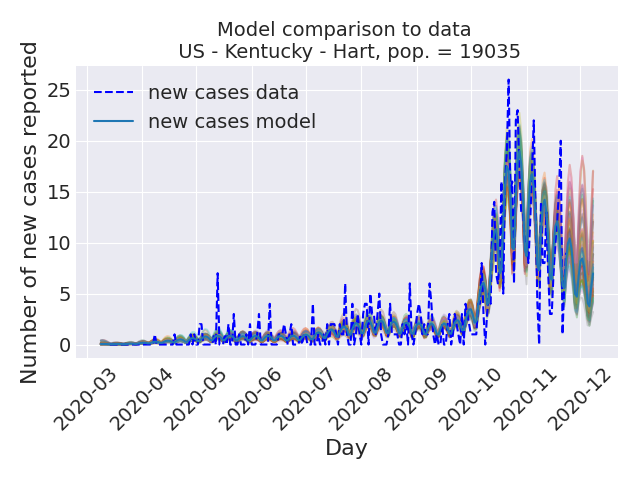 Model comparison to data
US - Kentucky - Hart, pop. = 19035
Number of new cases reported
25
20
15
10
5
0
new cases data
new cases model
2020-03
2020-04
2020-05
2020-06
2020-07
2020-08
2020-09
2020-10
2020-11
2020-12
Day